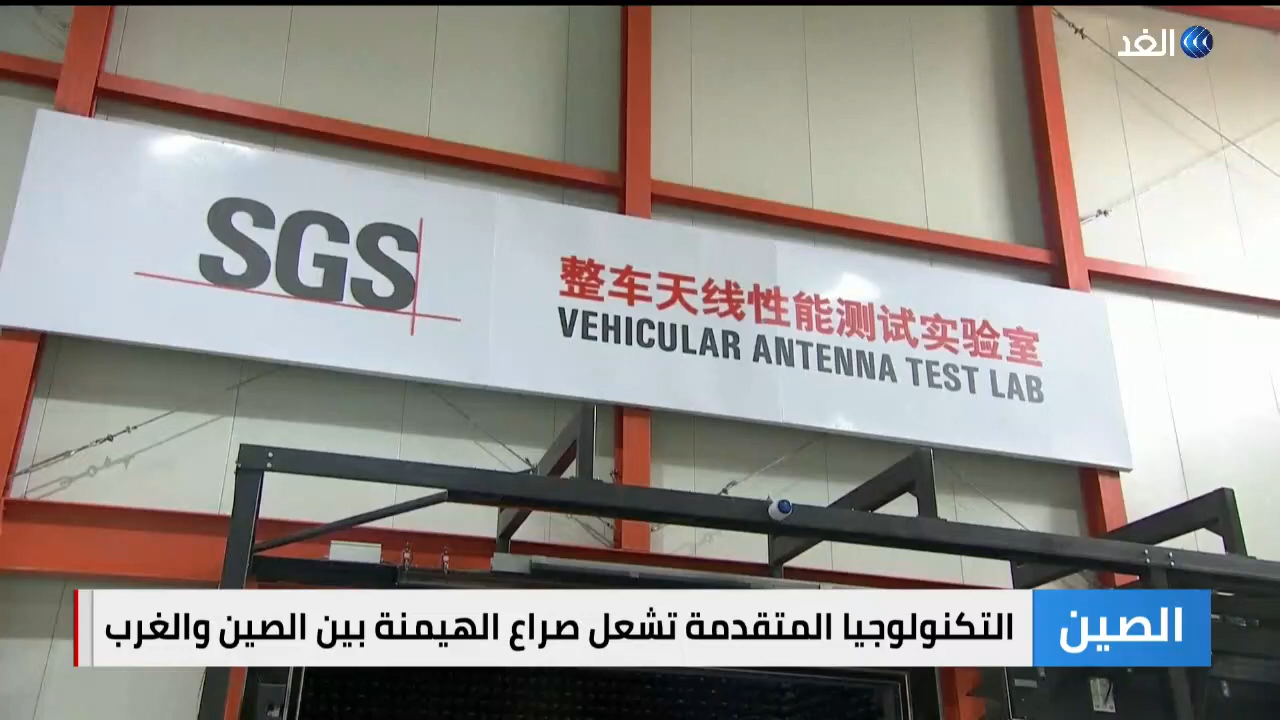 الغد
SGS
整车天线性能测试实验室
VEHICULAR ANTENNA TEST LAB
الصين
التكنولوجيا المتقدمة تشعل صراع الهيمنة بين الصين والغرب